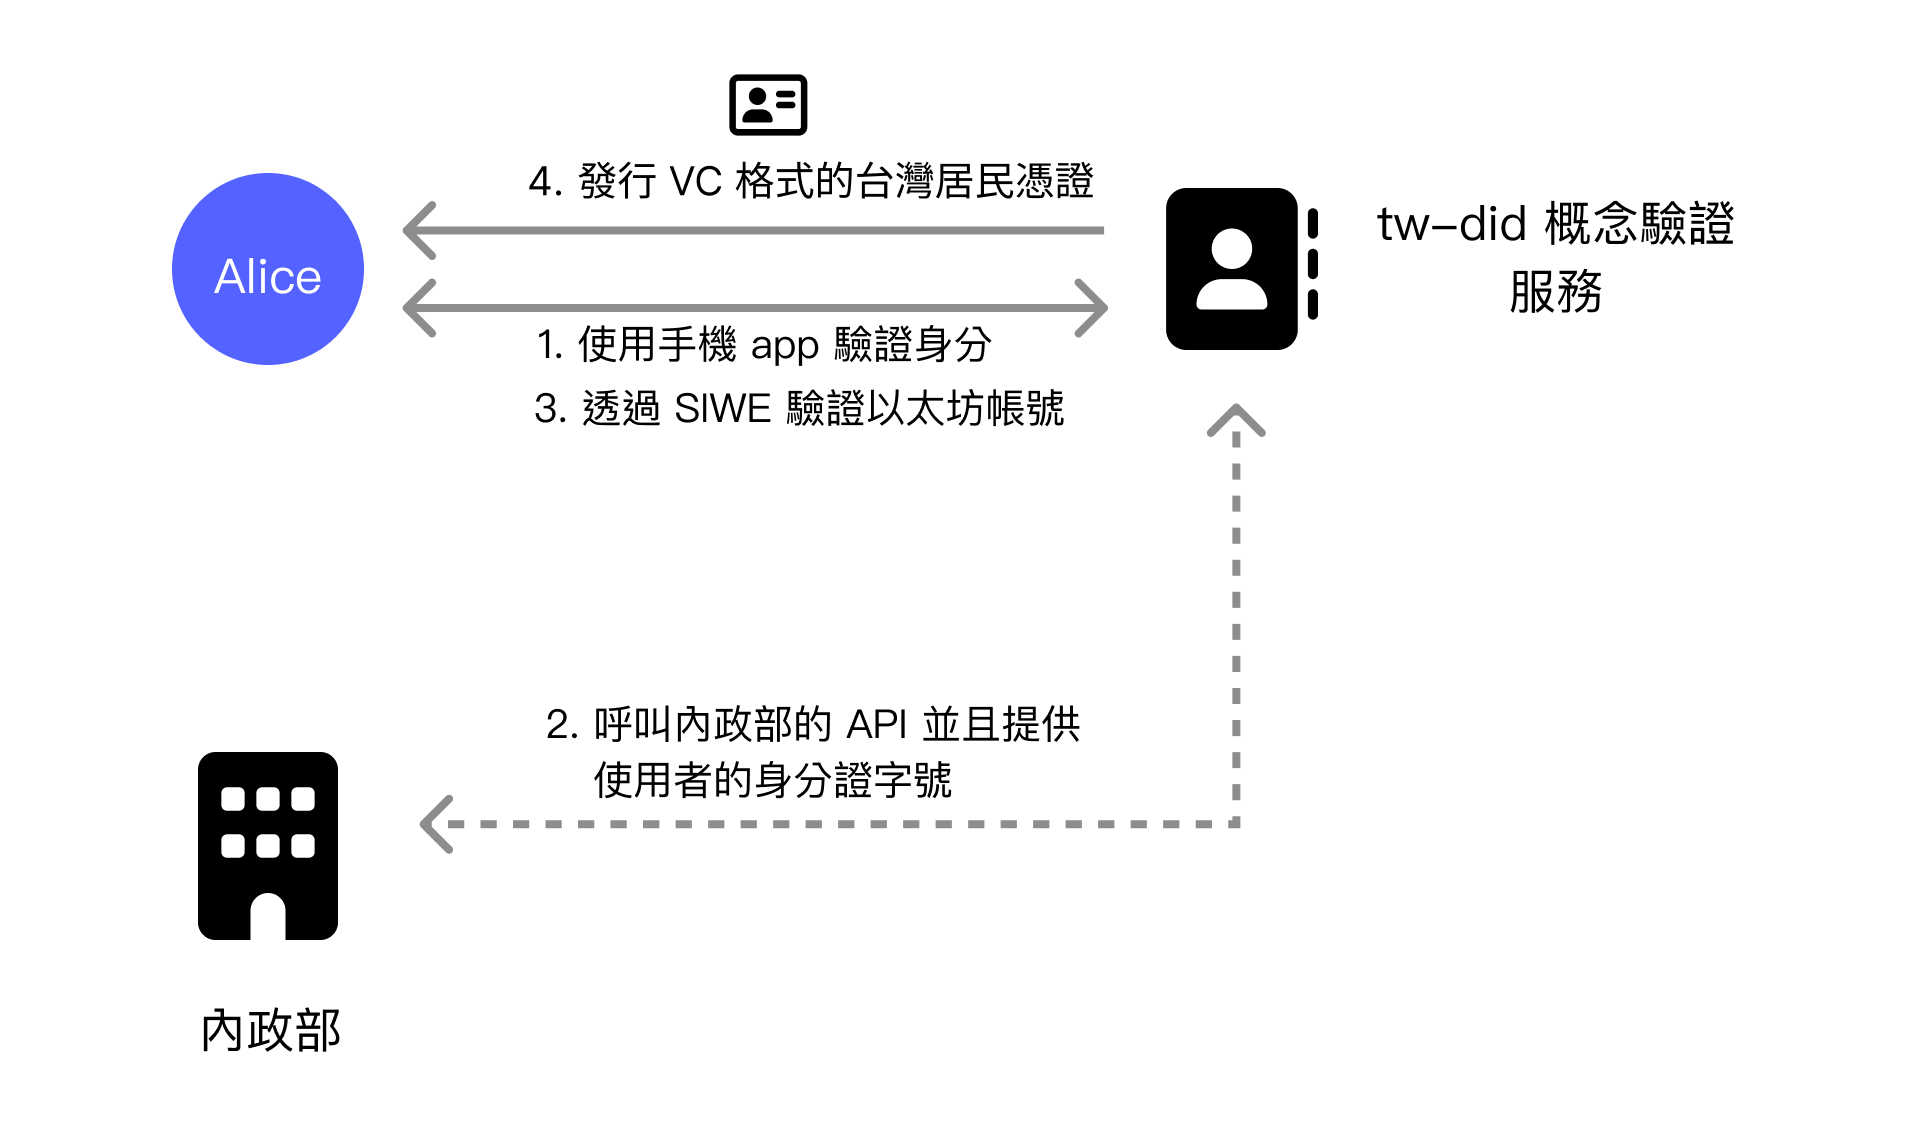 4. 發行 VC 格式的台灣居民憑證
Alice
tw-did 概念驗證
服務
1. 使用手機 app 驗證身分
3. 透過 SIWE 驗證以太坊帳號
2. 呼叫內政部的 API 並且提供
使用者的身分證字號
內政部